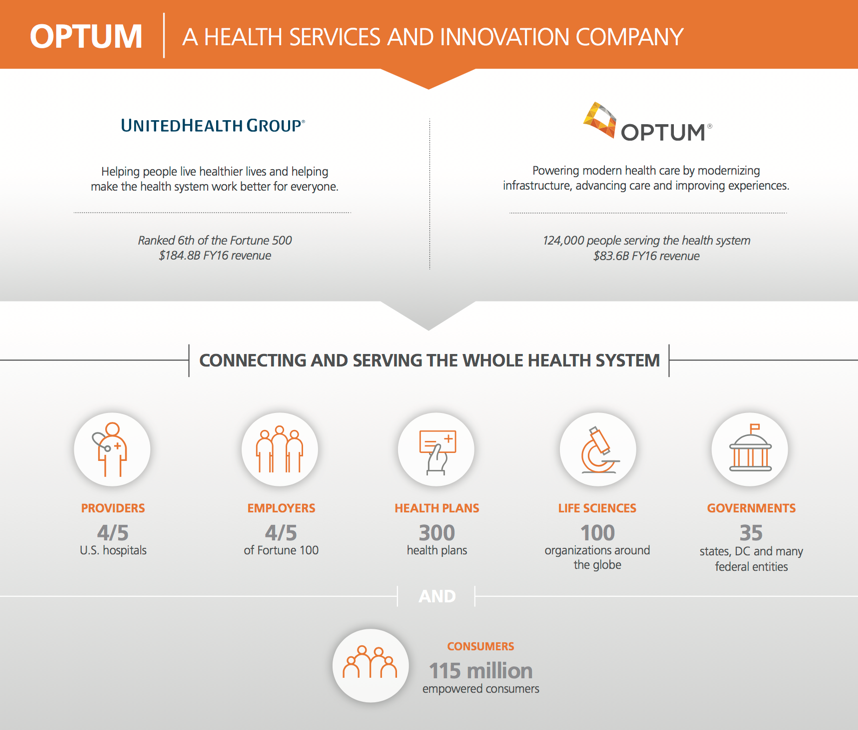 OPTUM
A HEALTH SERVICES AND INNOVATION COMPANY
UNITEDHEALTH GROUP®
Helping people live healthier lives and helping
make the health system work better for everyone.
Ranked 6th of the Fortune 500
$184.8B FY16 revenue
OPTUM®
Powering modern health care by modernizing
infrastructure, advancing care and improving experiences.
124,000 people serving the health system
$83.6B FY16 revenue
CONNECTING AND SERVING THE WHOLE HEALTH SYSTEM
PROVIDERS
4/5
U.S. hospitals
EMPLOYERS
4/5
of Fortune 100
HEALTH PLANS
300
health plans
LIFE SCIENCES
100
organizations around
the globe
GOVERNMENTS
35
states, DC and many
federal entities
AND
CONSUMERS
115 million
empowered consumers